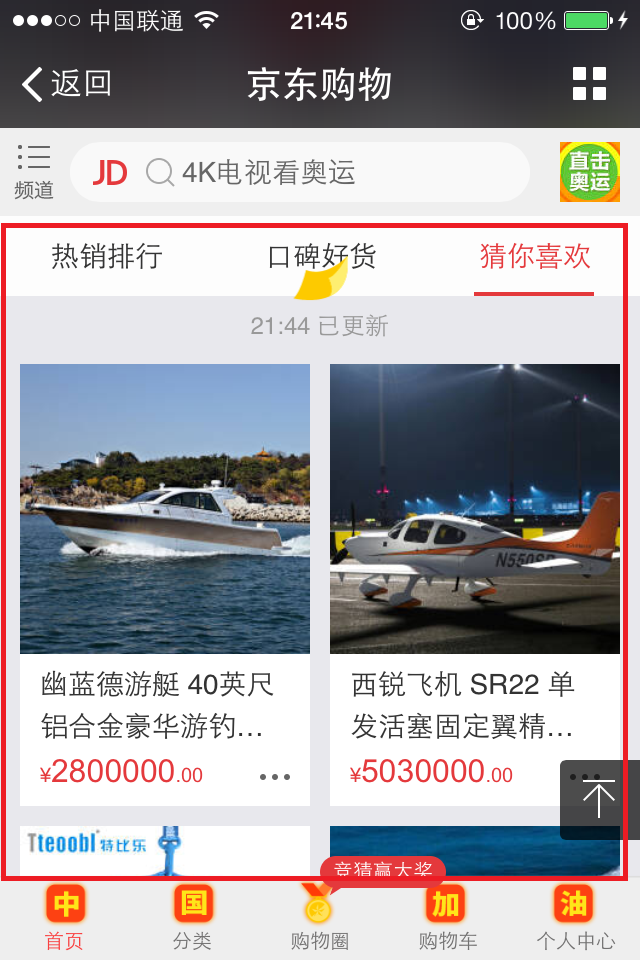 中国联通 21:45 100%
返回 京东购物
频道 JD 4K电视看奥运 直击
奥运
热销排行 口碑好货 猜你喜欢
21:44 已更新
N550SR
幽蓝德游艇 40英尺
铝合金豪华游钓...
¥2800000.00
西锐飞机 SR22 单
发活塞固定翼精...
¥5030000.00
Tteoobl 特比乐
竞猜赢大奖
中 国 加 油
首页 分类 购物圈 购物车 个人中心